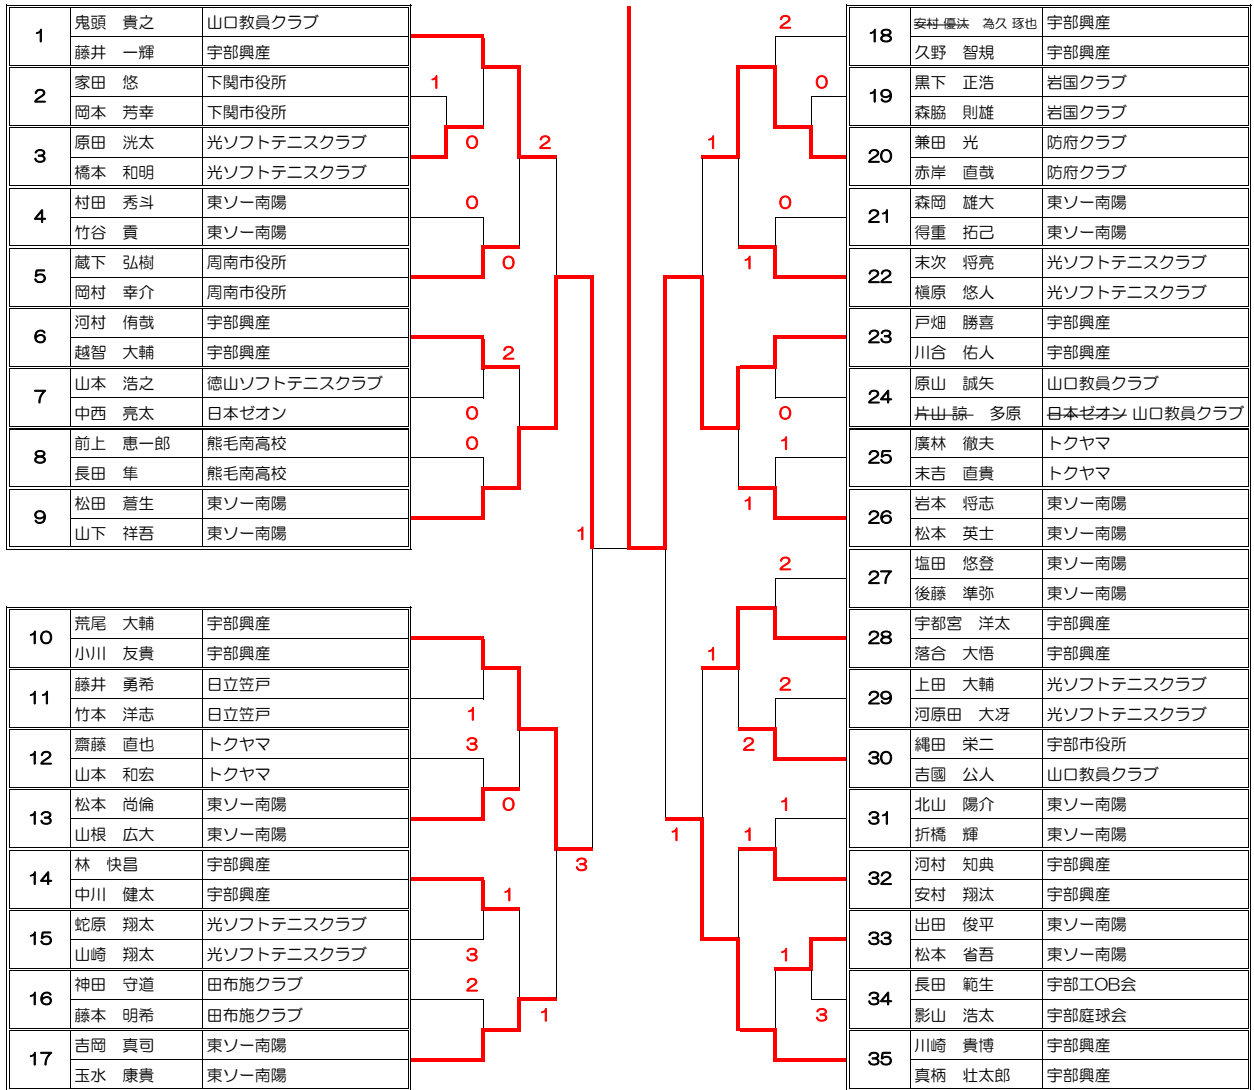 1 鬼頭 貴之 山口教員クラブ
藤井 一輝 宇部興産
2 家田 悠 下関市役所
岡本 芳幸 下関市役所
3 原田 洸太 光ソフトテニスクラブ
橋本 和明 光ソフトテニスクラブ
4 村田 秀斗 東ソー南陽
竹谷 貢 東ソー南陽
5 蔵下 弘樹 周南市役所
岡村 幸介 周南市役所
6 河村 侑哉 宇部興産
越智 大輔 宇部興産
7 山本 浩之 徳山ソフトテニスクラブ
中西 亮太 日本ゼオン
8 前上 恵一郎 熊毛南高校
長田 隼 熊毛南高校
9 松田 蒼生 東ソー南陽
山下 祥吾 東ソー南陽
10 荒尾 大輔 宇部興産
小川 友貴 宇部興産
11 藤井 勇希 日立笠戸
竹本 洋志 日立笠戸
12 齋藤 直也 トクヤマ
山本 和宏 トクヤマ
13 松本 尚倫 東ソー南陽
山根 広大 東ソー南陽
14 林 快昌 宇部興産
中川 健太 宇部興産
15 蛇原 翔太 光ソフトテニスクラブ
山崎 翔太 光ソフトテニスクラブ
16 神田 守道 田布施クラブ
藤本 明希 田布施クラブ
17 吉岡 真司 東ソー南陽
玉水 康貴 東ソー南陽
1
0
2
0
0
2
0
0
1
1
3
0
3
1
3
2
1
2
0
1
0
1
0
1
1
2
1
2
2
1
1
1
1
3
18 安村 優汰 為久 琢也 宇部興産
久野 智規 宇部興産
19 黒下 正浩 岩国クラブ
森脇 則雄 岩国クラブ
20 兼田 光 防府クラブ
赤岸 直哉 防府クラブ
21 森岡 雄大 東ソー南陽
得重 拓己 東ソー南陽
22 末次 将亮 光ソフトテニスクラブ
槇原 悠人 光ソフトテニスクラブ
23 戸畑 勝喜 宇部興産
川合 佑人 宇部興産
24 原山 誠矢 山口教員クラブ
片山 諒 多原 日本ゼオン 山口教員クラブ
25 廣林 徹夫 トクヤマ
末吉 直貴 トクヤマ
26 岩本 将志 東ソー南陽
松本 英士 東ソー南陽
27 塩田 悠登 東ソー南陽
後藤 準弥 東ソー南陽
28 宇都宮 洋太 宇部興産
落合 大悟 宇部興産
29 上田 大輔 光ソフトテニスクラブ
河原田 大冴 光ソフトテニスクラブ
30 縄田 栄二 宇部市役所
吉國 公人 山口教員クラブ
31 北山 陽介 東ソー南陽
折橋 輝 東ソー南陽
32 河村 知典 宇部興産
安村 翔汰 宇部興産
33 出田 俊平 東ソー南陽
松本 省吾 東ソー南陽
34 長田 範生 宇部工OB会
影山 浩太 宇部庭球会
35 川崎 貴博 宇部興産
真柄 壮太郎 宇部興産